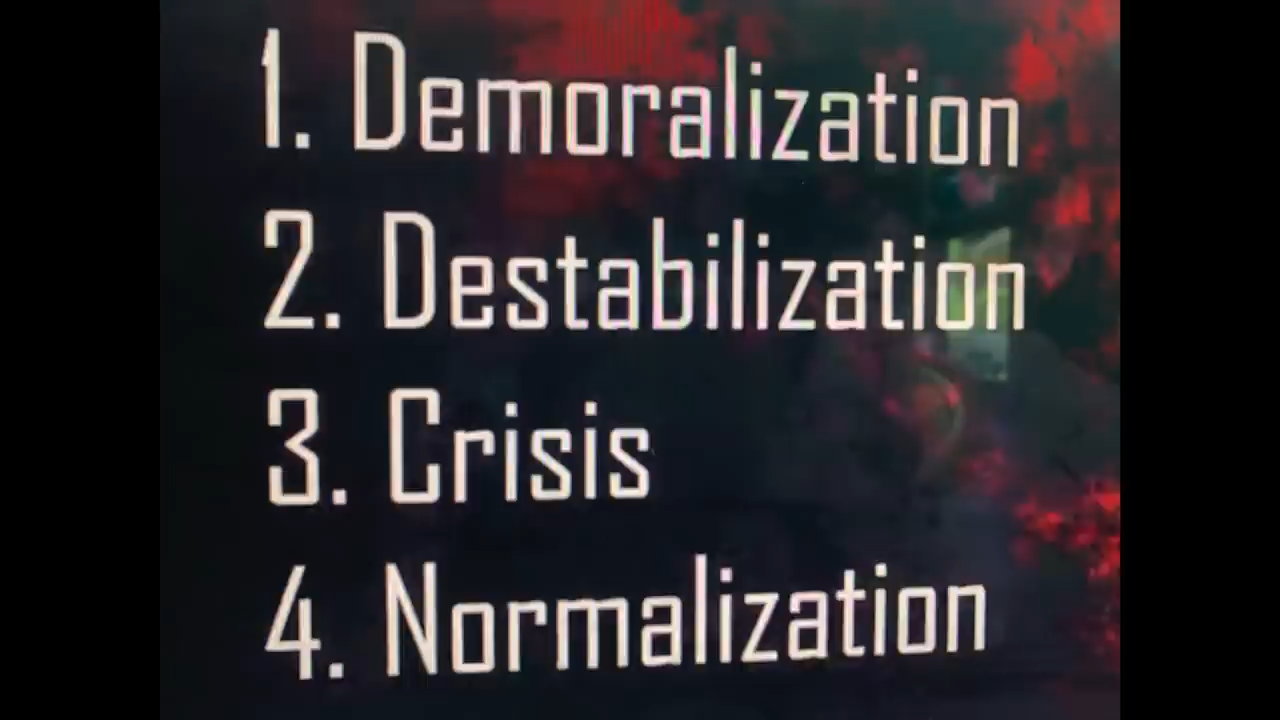 1. Demoralization
2. Destabilization
3. Crisis
4. Normalization